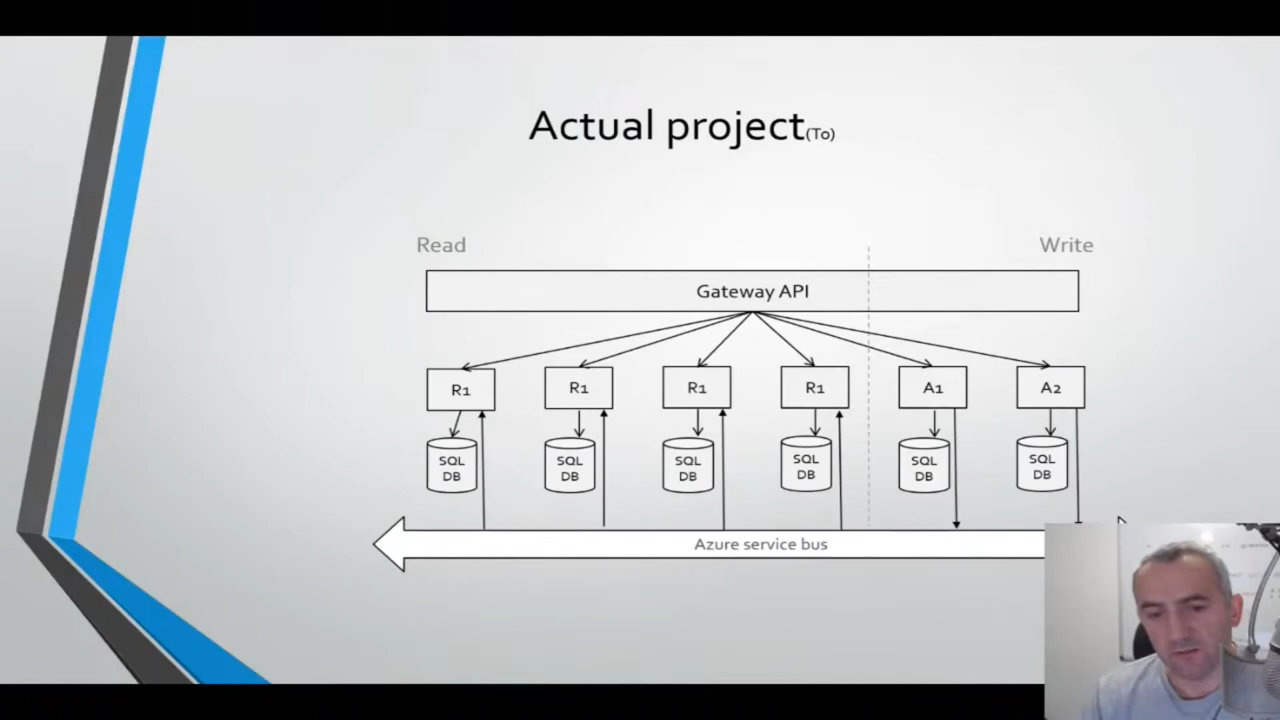 Actual project(To)
Read
Write
Gateway API
R1
R1
R1
R1
A1
A2
SQL
DB
SQL
DB
SQL
DB
SQL
DB
SQL
DB
SQL
DB
Azure service bus